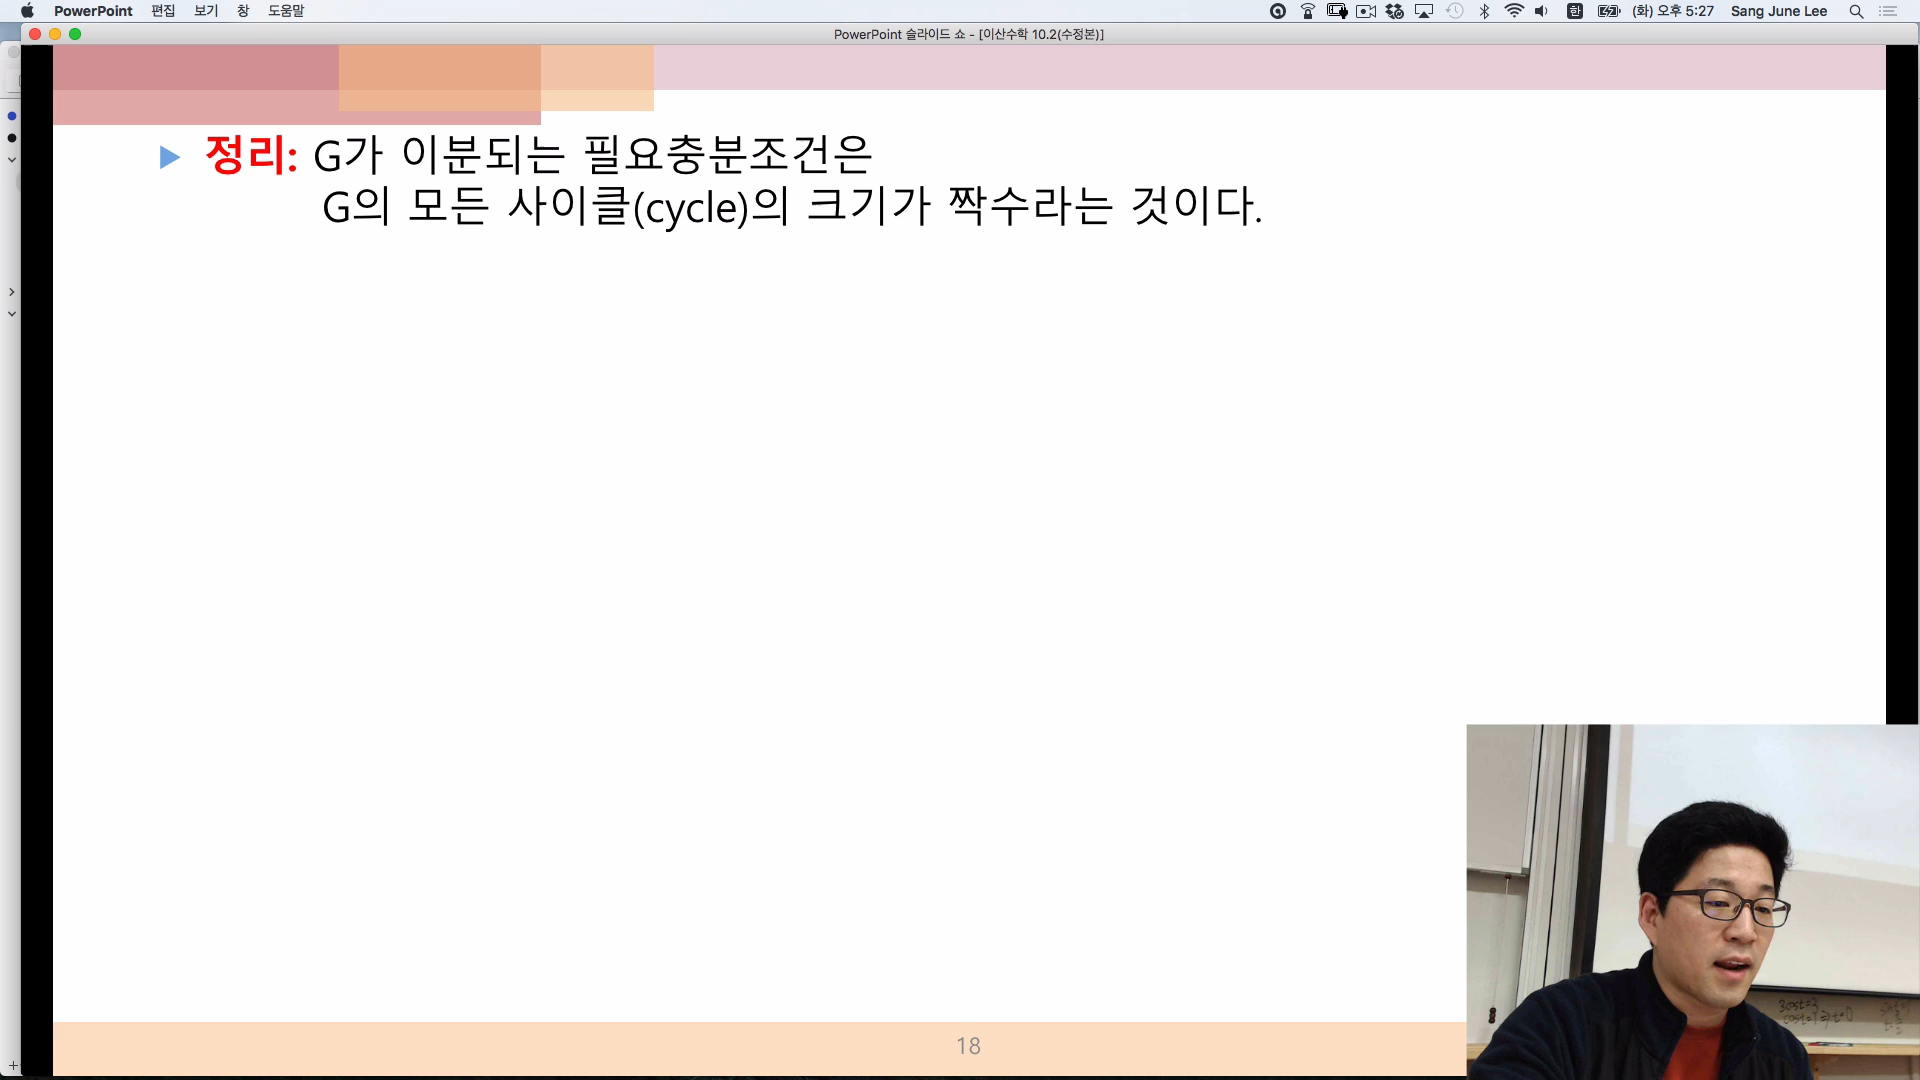 PowerPoint 편집 보기 창 도움말 한 (화) 오후 5:27 Sang June Lee
PowerPoint 슬라이드 쇼 - [이산수학 10.2(수정본)]
정리: G가 이분되는 필요충분조건은
G의 모든 사이클(cycle)의 크기가 짝수라는 것이다.
18